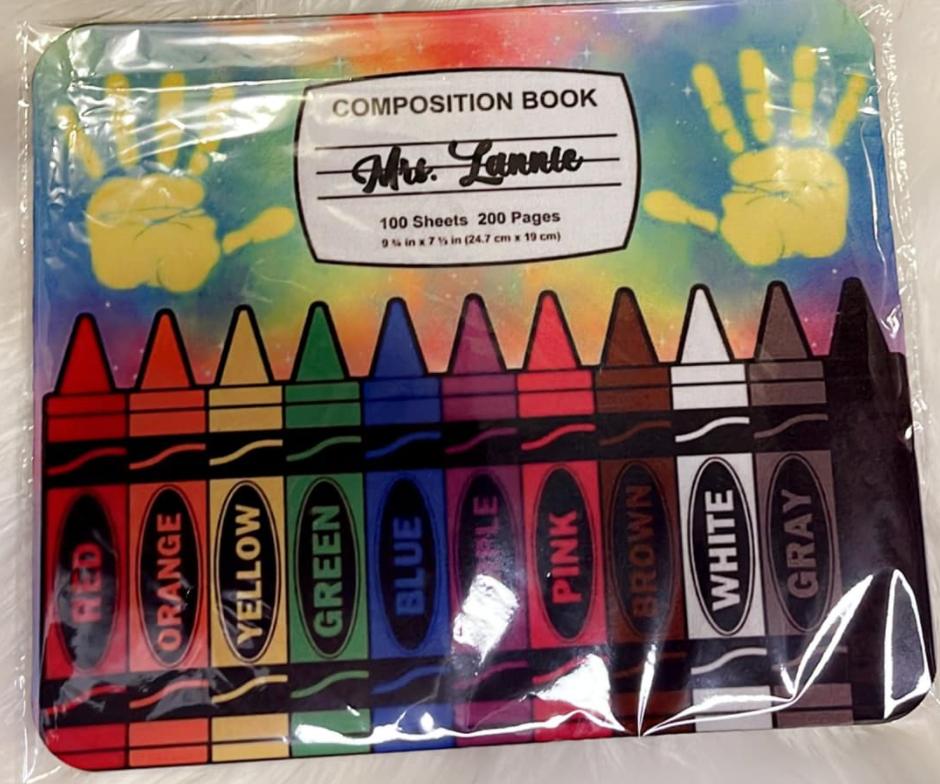 COMPOSITION BOOK
Mrs. Lannie
100 Sheets 200 Pages
9 ¾ in x 7 ½ in (24.7 cm x 19 cm)
RED
ORANGE
YELLOW
GREEN
BLUE
PINK
BROWN
WHITE
GRAY